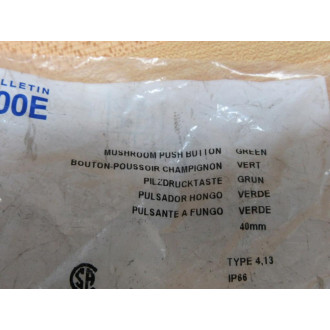 LLETIN
00E
MUSHROOM PUSH BUTTON GREEN
BOUTON-POUSSOIR CHAMPIGNON VERT
PILZDRUCKTASTE GRUN
PULSADOR HONGO VERDE
PULSANTE A FUNGO VERDE
40mm
TYPE 4,13
IP66